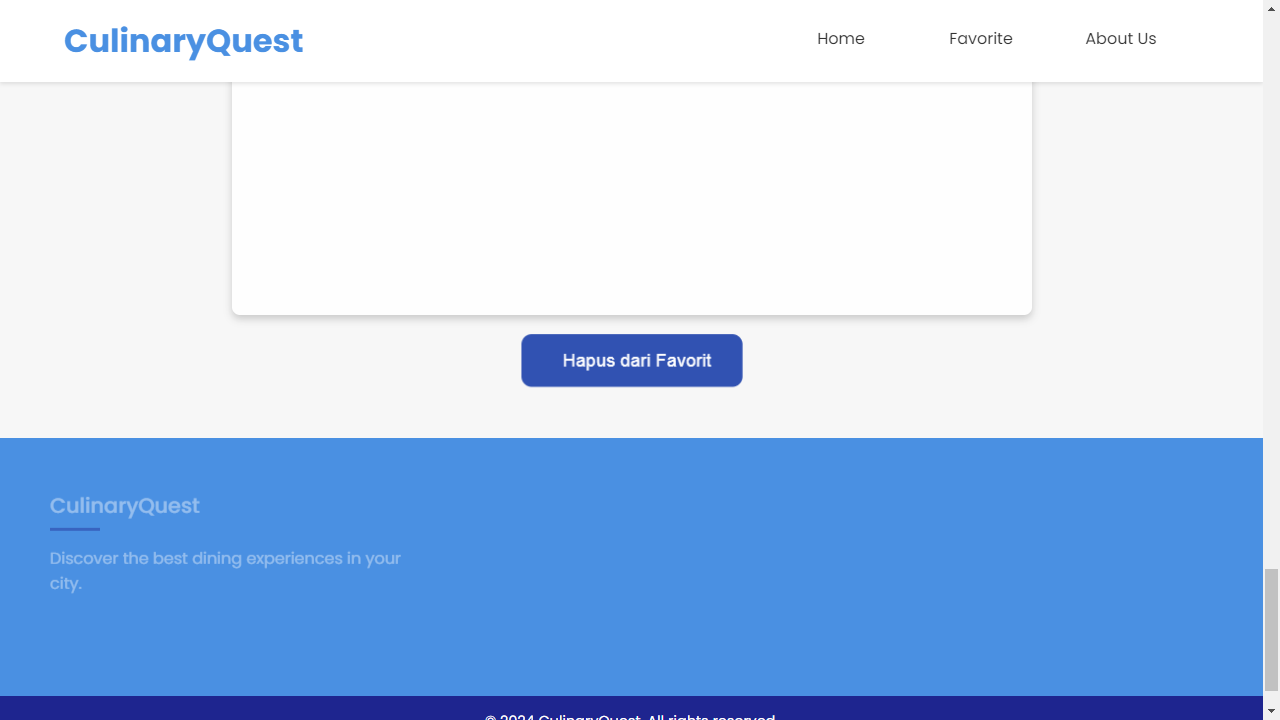 CulinaryQuest
Home Favorite About Us
Hapus dari Favorit
CulinaryQuest
Discover the best dining experiences in your
city.
© 2024 CulinaryQuest. All rights reserved.